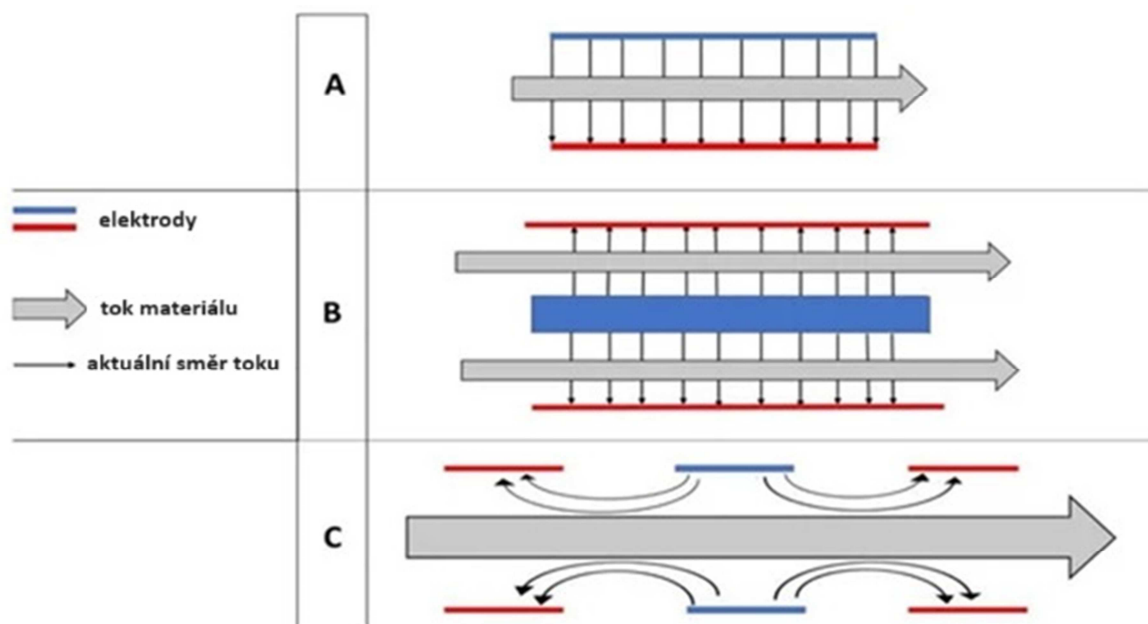 A
elektrody
tok materiálu
B
aktuální směr toku
C